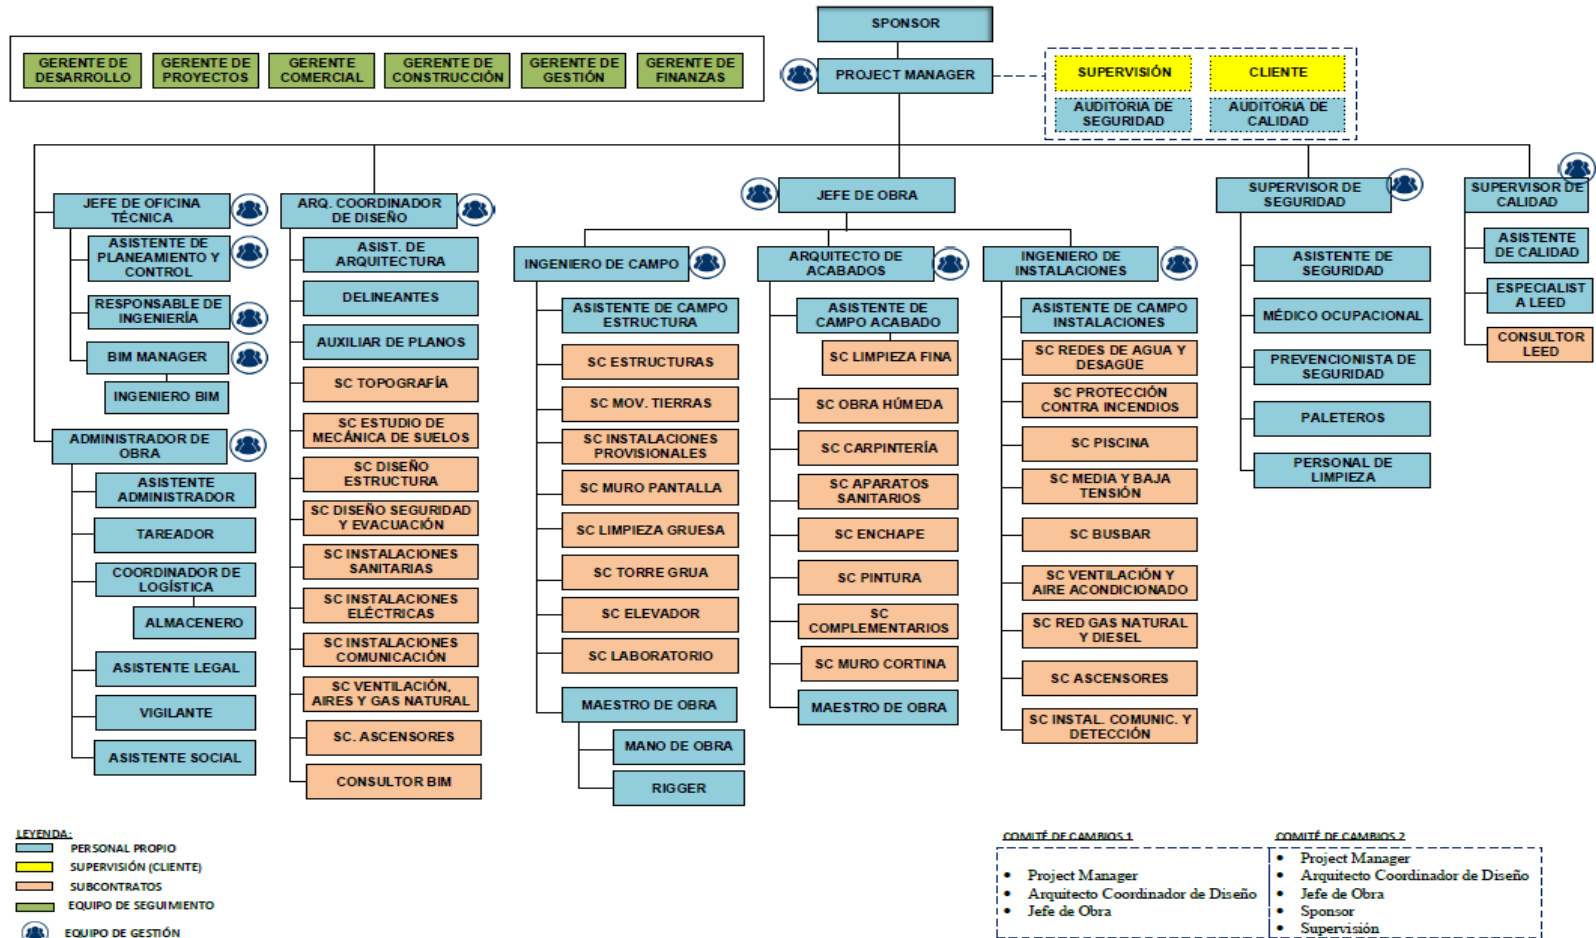 SPONSOR
GERENTE DE
DESARROLLO
GERENTE DE
PROYECTOS
GERENTE
COMERCIAL
GERENTE DE
CONSTRUCCIÓN
GERENTE DE
GESTIÓN
GERENTE DE
FINANZAS
PROJECT MANAGER
SUPERVISIÓN
CLIENTE
AUDITORIA DE
SEGURIDAD
AUDITORIA DE
CALIDAD
JEFE DE OFICINA
TÉCNICA
ASISTENTE DE
PLANEAMIENTO Y
CONTROL
RESPONSABLE DE
INGENIERÍA
BIM MANAGER
INGENIERO BIM
ADMINISTRADOR DE
OBRA
ASISTENTE
ADMINISTRADOR
TAREADOR
COORDINADOR DE
LOGÍSTICA
ALMACENERO
ASISTENTE LEGAL
VIGILANTE
ASISTENTE SOCIAL
ARQ. COORDINADOR
DE DISEÑO
ASIST. DE
ARQUITECTURA
DELINEANTES
AUXILIAR DE PLANOS
SC TOPOGRAFÍA
SC ESTUDIO DE
MECÁNICA DE SUELOS
SC DISEÑO
ESTRUCTURA
SC DISEÑO SEGURIDAD
Y EVACUACIÓN
SC INSTALACIONES
SANITARIAS
SC INSTALACIONES
ELÉCTRICAS
SC INSTALACIONES
COMUNICACIÓN
SC VENTILACIÓN,
AIRES Y GAS NATURAL
SC. ASCENSORES
CONSULTOR BIM
JEFE DE OBRA
INGENIERO DE CAMPO
ASISTENTE DE CAMPO
ESTRUCTURA
SC ESTRUCTURAS
SC MOV. TIERRAS
SC INSTALACIONES
PROVISIONALES
SC MURO PANTALLA
SC LIMPIEZA GRUESA
SC TORRE GRUA
SC ELEVADOR
SC LABORATORIO
MAESTRO DE OBRA
MANO DE OBRA
RIGGER
ARQUITECTO DE
ACABADOS
ASISTENTE DE
CAMPO ACABADO
SC LIMPIEZA FINA
SC OBRA HÚMEDA
SC CARPINTERÍA
SC APARATOS
SANITARIOS
SC ENCHAPE
SC PINTURA
SC
COMPLEMENTARIOS
SC MURO CORTINA
MAESTRO DE OBRA
INGENIERO DE
INSTALACIONES
ASISTENTE DE CAMPO
INSTALACIONES
SC REDES DE AGUA Y
DESAGÜE
SC PROTECCIÓN
CONTRA INCENDIOS
SC PISCINA
SC MEDIA Y BAJA
TENSIÓN
SC BUSBAR
SC VENTILACIÓN Y
AIRE ACONDICIONADO
SC RED GAS NATURAL
Y DIESEL
SC ASCENSORES
SC INSTAL. COMUNIC. Y
DETECCIÓN
SUPERVISOR DE
SEGURIDAD
ASISTENTE DE
SEGURIDAD
MÉDICO OCUPACIONAL
PREVENCIONISTA DE
SEGURIDAD
PALETEROS
PERSONAL DE
LIMPIEZA
SUPERVISOR DE
CALIDAD
ASISTENTE
DE CALIDAD
ESPECIALIST
A LEED
CONSULTOR
LEED
LEYENDA:
PERSONAL PROPIO
SUPERVISIÓN (CLIENTE)
SUBCONTRATOS
EQUIPO DE SEGUIMIENTO
EQUIPO DE GESTIÓN
COMITÉ DE CAMBIOS 1
• Project Manager
• Arquitecto Coordinador de Diseño
• Jefe de Obra
COMITÉ DE CAMBIOS 2
• Project Manager
• Arquitecto Coordinador de Diseño
• Jefe de Obra
• Sponsor
• Supervisión